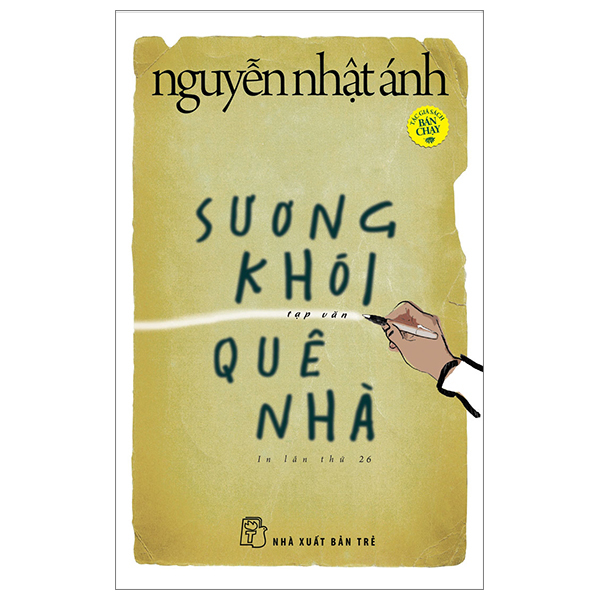 nguyễn nhật ánh
TÁC GIẢ SÁCH
BÁN
CHẠY
SƯƠNG
KHÓI
tạp văn
QUÊ
NHÀ
In lần thứ 26
NHÀ XUẤT BẢN TRẺ